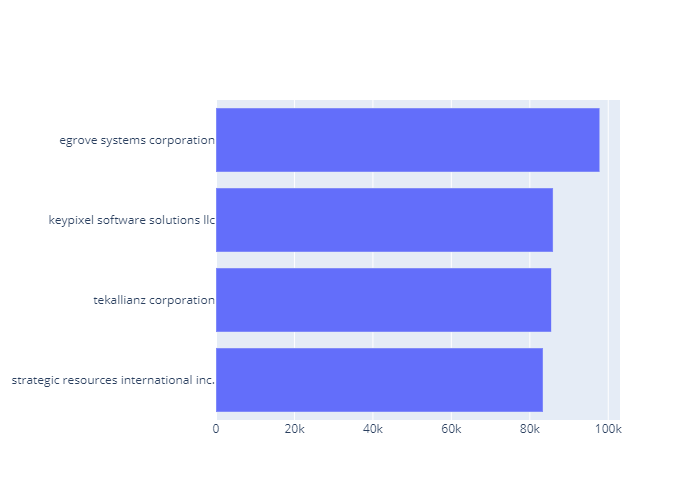 egrove systems corporation
keypixel software solutions llc
tekallianz corporation
strategic resources international inc.
0 20k 40k 60k 80k 100k